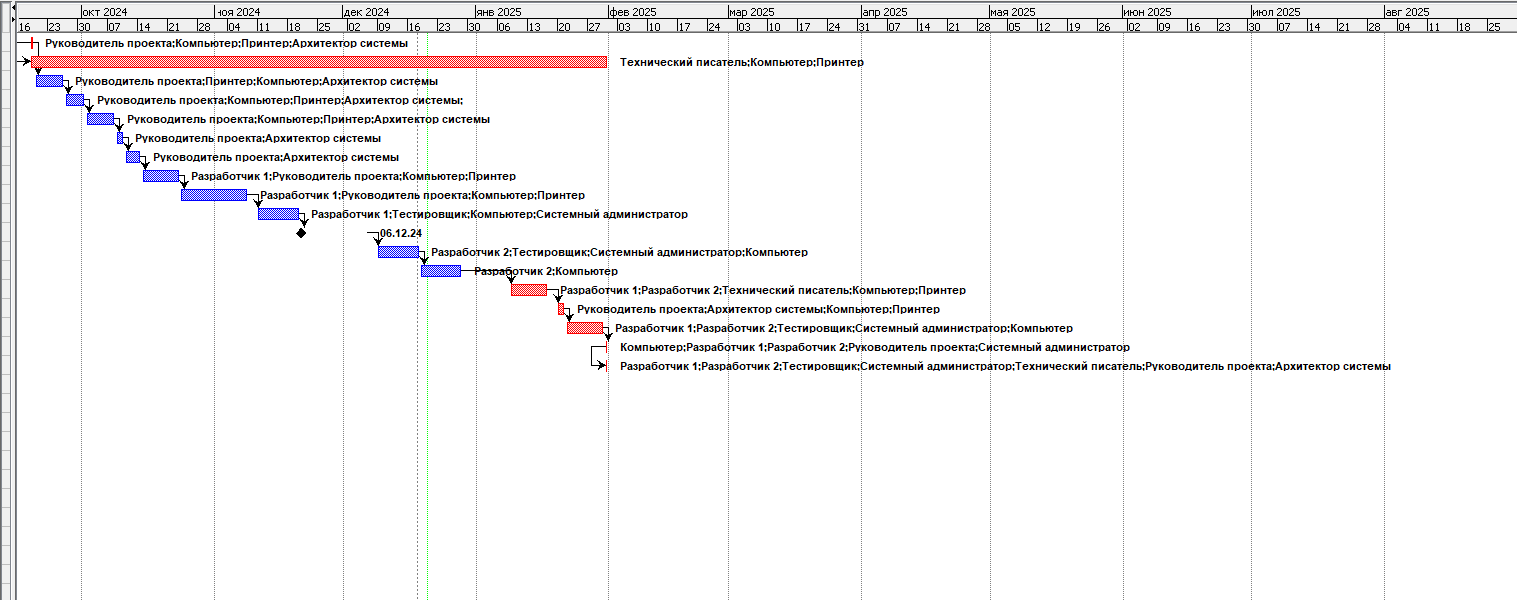 окт 2024 ноя 2024 дек 2024 янв 2025 фев 2025 мар 2025 апр 2025 мая 2025 июн 2025 июл 2025 авг 2025
16 23 30 07 14 21 28 04 11 18 25 02 09 16 23 30 06 13 20 27 03 10 17 24 03 10 17 24 31 07 14 21 28 05 12 19 26 02 09 16 23 30 07 14 21 28 04 11 18 25
Руководитель проекта;Компьютер;Принтер;Архитектор системы
Технический писатель;Компьютер;Принтер
Руководитель проекта;Принтер;Компьютер;Архитектор системы
Руководитель проекта;Компьютер;Принтер;Архитектор системы;
Руководитель проекта;Компьютер;Принтер;Архитектор системы
Руководитель проекта;Архитектор системы
Руководитель проекта;Архитектор системы
Разработчик 1;Руководитель проекта;Компьютер;Принтер
Разработчик 1;Руководитель проекта;Компьютер;Принтер
Разработчик 1;Тестировщик;Компьютер;Системный администратор
06.12.24
Разработчик 2;Тестировщик;Системный администратор;Компьютер
Разработчик 2;Компьютер
Разработчик 1;Разработчик 2;Технический писатель;Компьютер;Принтер
Руководитель проекта;Архитектор системы;Компьютер;Принтер
Разработчик 1;Разработчик 2;Тестировщик;Системный администратор;Компьютер
Компьютер;Разработчик 1;Разработчик 2;Руководитель проекта;Системный администратор
Разработчик 1;Разработчик 2;Тестировщик;Системный администратор;Технический писатель;Руководитель проекта;Архитектор системы